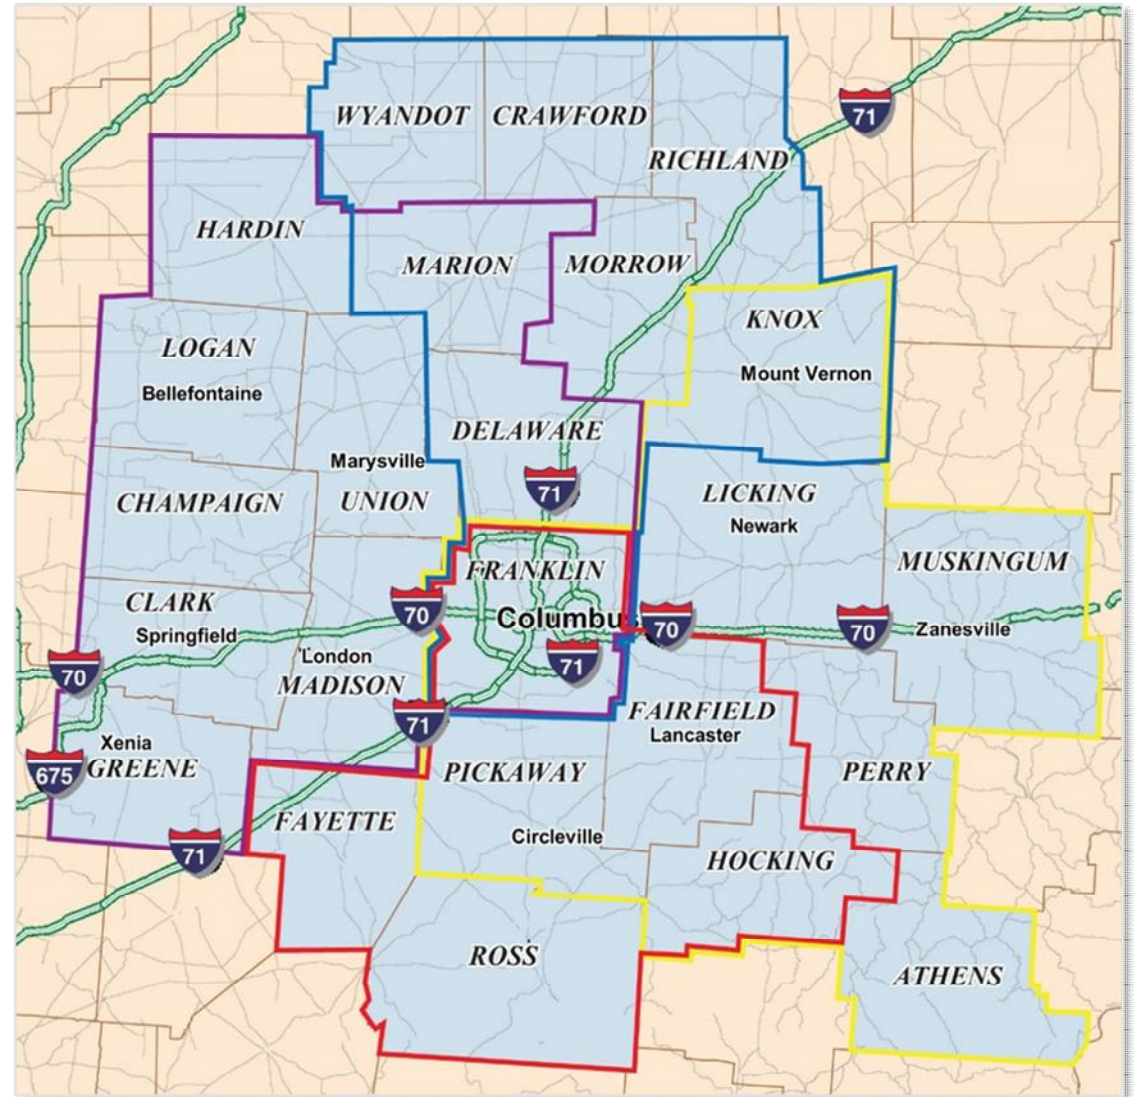 WYANDOT
CRAWFORD
71
RICHLAND
HARDIN
MARION
MORROW
KNOX
LOGAN
Mount Vernon
Bellefontaine
DELAWARE
Marysville
71
LICKING
CHAMPAIGN
UNION
Newark
MUSKINGUM
FRANKLIN
CLARK
70
Columbus
70
70
Zanesville
Springfield
London
71
70
MADISON
71
FAIRFIELD
Lancaster
Xenia
675
GREENE
PICKAWAY
PERRY
FAYETTE
Circleville
71
HOCKING
ROSS
ATHENS